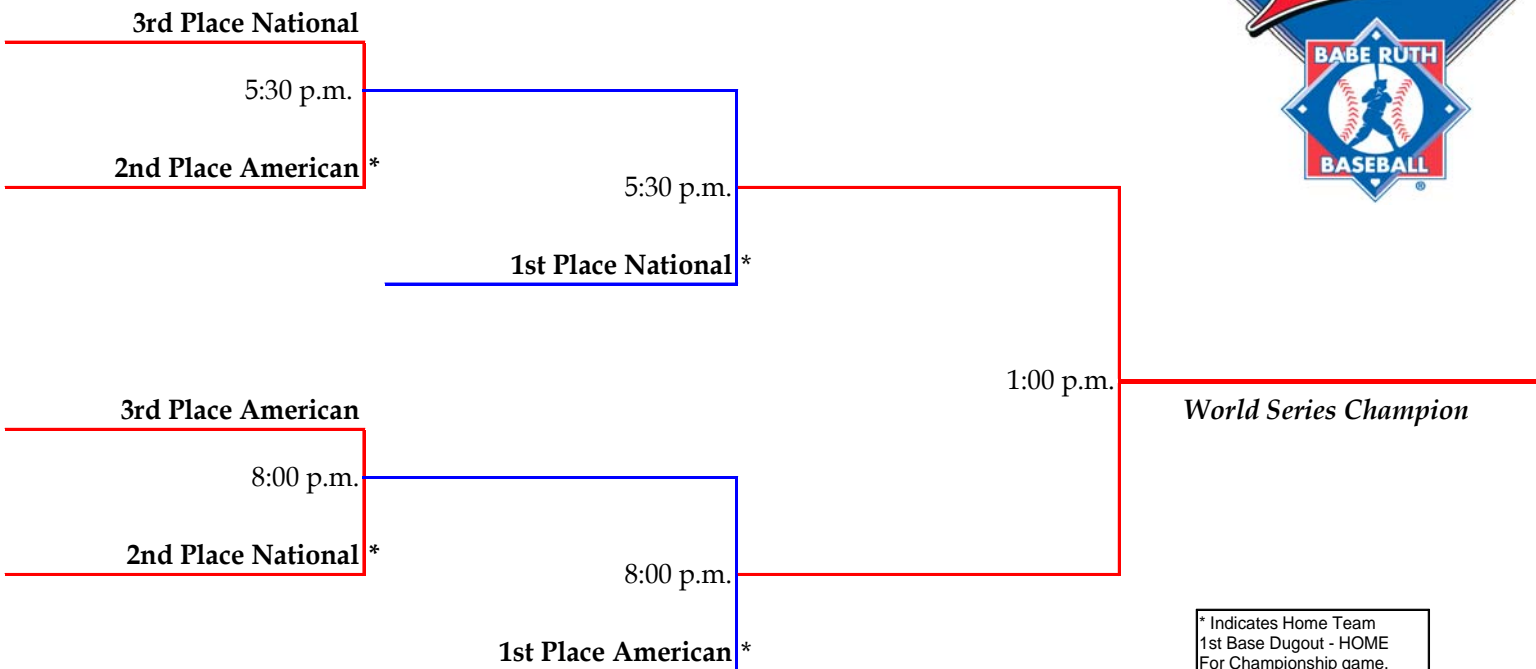 3rd Place National
BABE RUTH
5:30 p.m.
2nd Place American *
BASEBALL
®
5:30 p.m.
1st Place National *
1:00 p.m.
3rd Place American
World Series Champion
8:00 p.m.
2nd Place National *
8:00 p.m.
* Indicates Home Team
1st Base Dugout - HOME
1st Place American *
For Championship game,